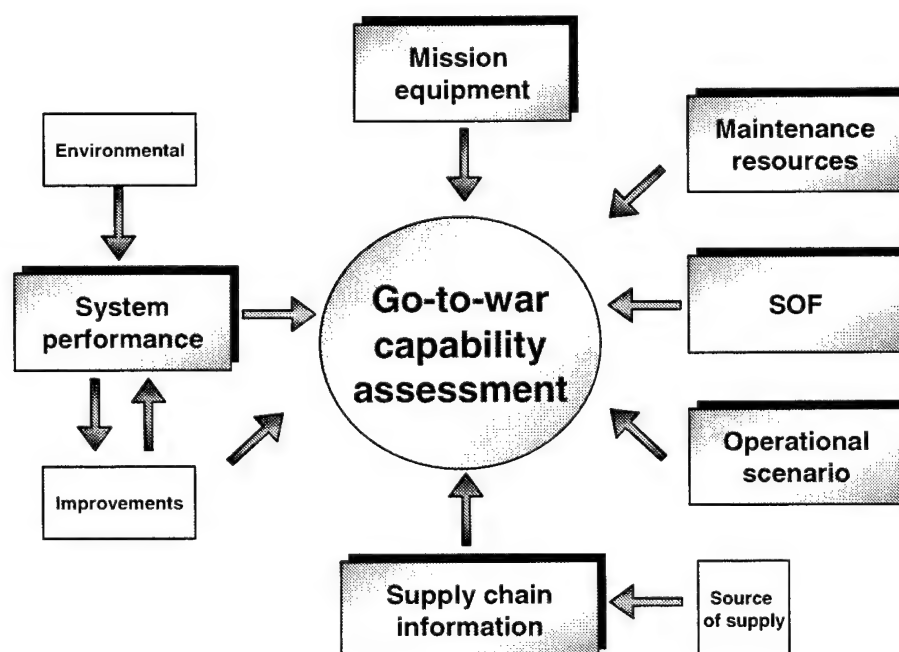 Mission
equipment
Maintenance
resources
Environmental
System
performance
Go-to-war
capability
assessment
SOF
Improvements
Operational
scenario
Supply chain
information
Source
of supply